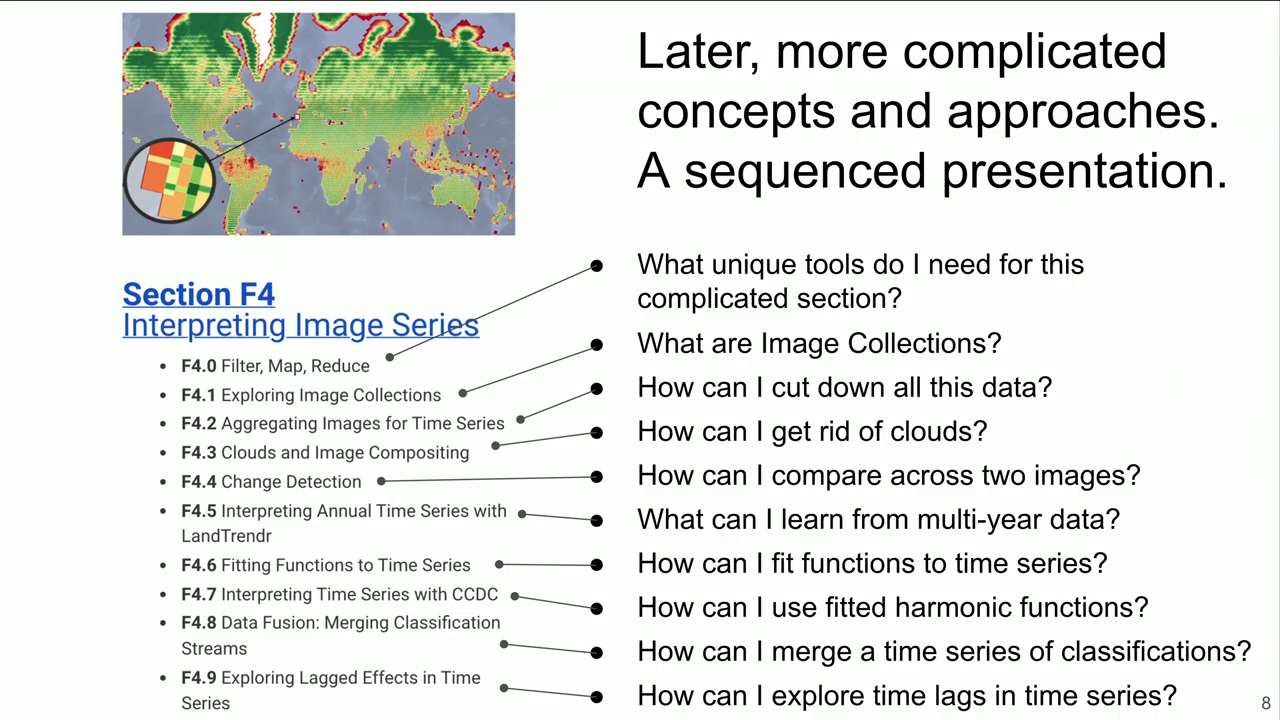 Later, more complicated
concepts and approaches.
A sequenced presentation.
Section F4
Interpreting Image Series
F4.0 Filter, Map, Reduce
F4.1 Exploring Image Collections
F4.2 Aggregating Images for Time Series
F4.3 Clouds and Image Compositing
F4.4 Change Detection
F4.5 Interpreting Annual Time Series with
LandTrendr
F4.6 Fitting Functions to Time Series
F4.7 Interpreting Time Series with CCDC
F4.8 Data Fusion: Merging Classification
Streams
F4.9 Exploring Lagged Effects in Time
Series
What unique tools do I need for this
complicated section?
What are Image Collections?
How can I cut down all this data?
How can I get rid of clouds?
How can I compare across two images?
What can I learn from multi-year data?
How can I fit functions to time series?
How can I use fitted harmonic functions?
How can I merge a time series of classifications?
How can I explore time lags in time series?
8